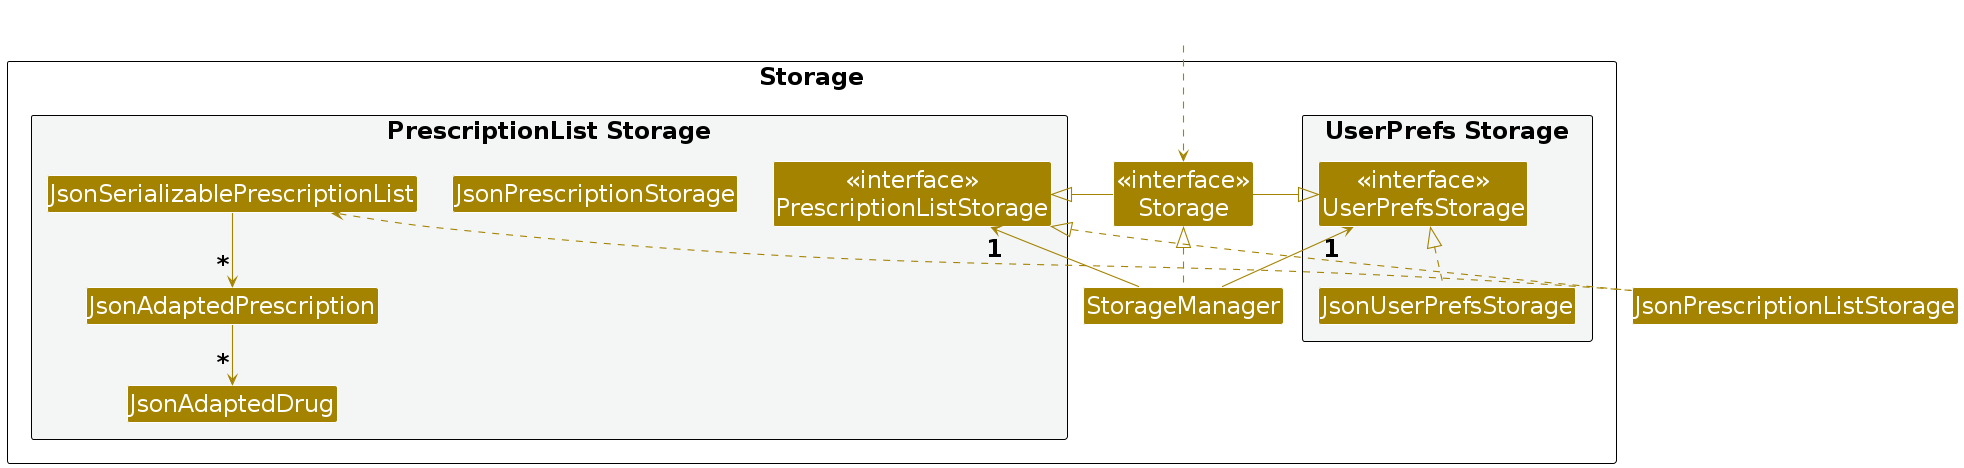 Storage
PrescriptionList Storage
UserPrefs Storage
JsonSerializablePrescriptionList
JsonPrescriptionStorage
«interface»
PrescriptionListStorage
«interface»
Storage
«interface»
UserPrefsStorage
1
1
*
JsonAdaptedPrescription
StorageManager
JsonUserPrefsStorage
JsonPrescriptionListStorage
*
JsonAdaptedDrug